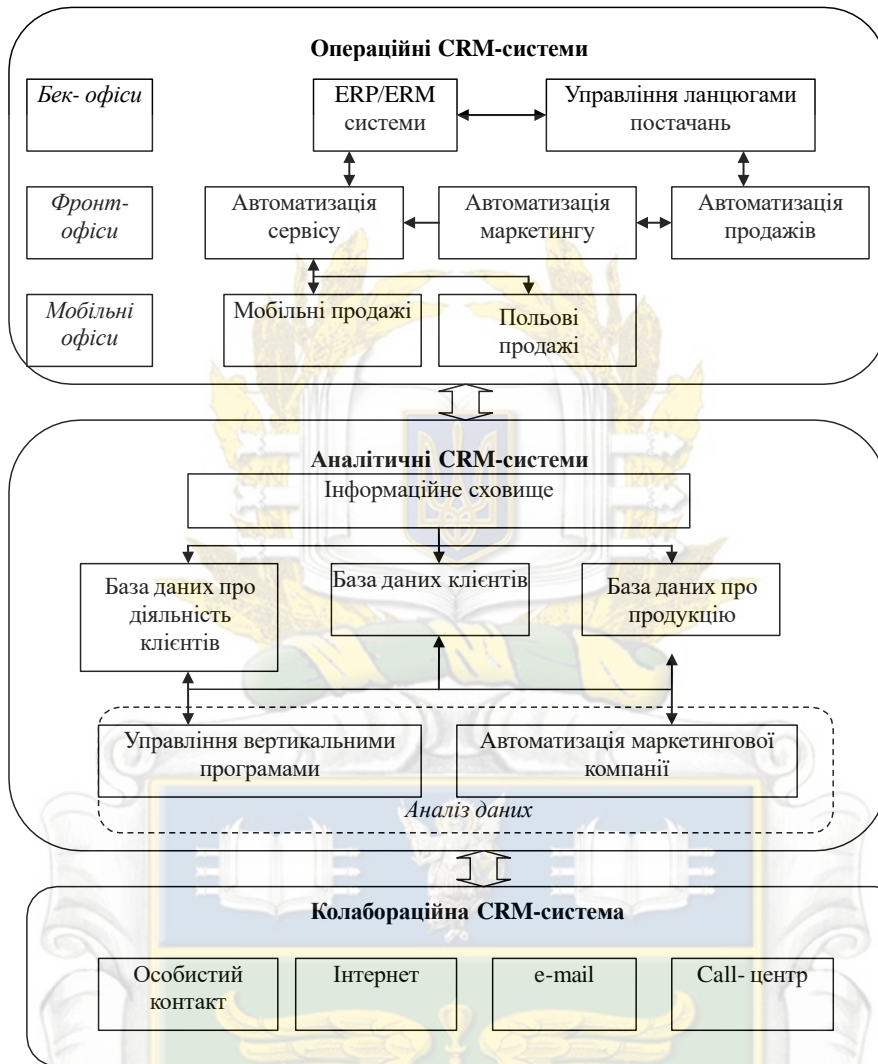 Операційні CRM-системи
Бек- офіси
ERP/ERM
системи
Управління ланцюгами
постачань
Фронт-
офіси
Автоматизація
сервісу
Автоматизація
маркетингу
Автоматизація
продажів
Мобільні
офіси
Мобільні продажі
Польові
продажі
Аналітичні CRM-системи
Інформаційне сховище
База даних про
діяльність
клієнтів
База даних клієнтів
База даних про
продукцію
Управління вертикальними
програмами
Автоматизація маркетингової
компанії
Аналіз даних
Колабораційна CRM-система
Особистий
контакт
Інтернет
e-mail
Call- центр